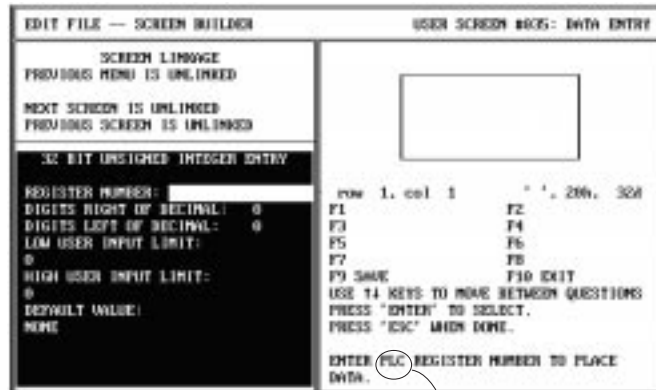 EDIT FILE -- SCREEN BUILDER
USER SCREEN #035: DATA ENTRY
SCREEN LINKAGE
PREVIOUS MENU IS UNLINKED
NEXT SCREEN IS UNLINKED
PREVIOUS SCREEN IS UNLINKED
32 BIT UNSIGNED INTEGER ENTRY
REGISTER NUMBER:
DIGITS RIGHT OF DECIMAL: 0
DIGITS LEFT OF DECIMAL: 0
LOW USER INPUT LIMIT:
0
HIGH USER INPUT LIMIT:
0
DEFAULT VALUE:
NONE
row 1, col 1 ' ', 20h, 32d
F1 F2
F3 F4
F5 F6
F7 F8
F9 SAVE F10 EXIT
USE ↑↓ KEYS TO MOVE BETWEEN QUESTIONS
PRESS "ENTER" TO SELECT.
PRESS "ESC" WHEN DONE.
ENTER PLC REGISTER NUMBER TO PLACE
DATA.